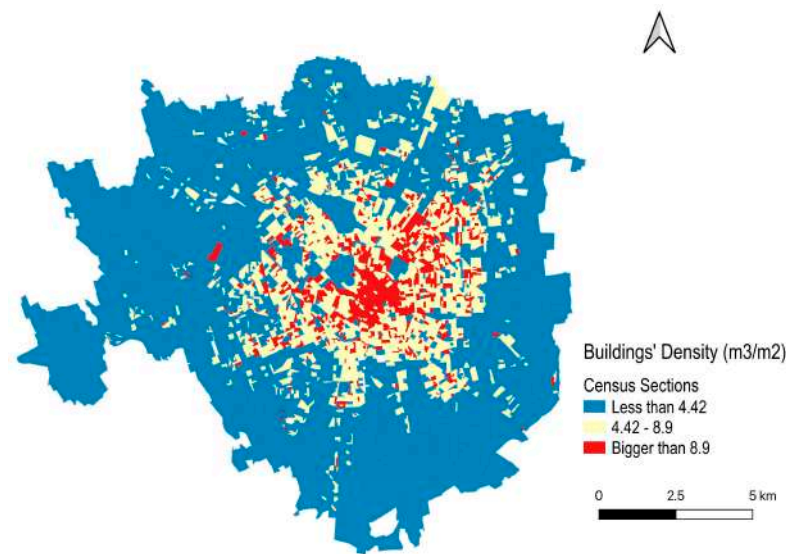 Buildings' Density (m3/m2)
Census Sections
Less than 4.42
4.42 - 8.9
Bigger than 8.9
0 2.5 5 km